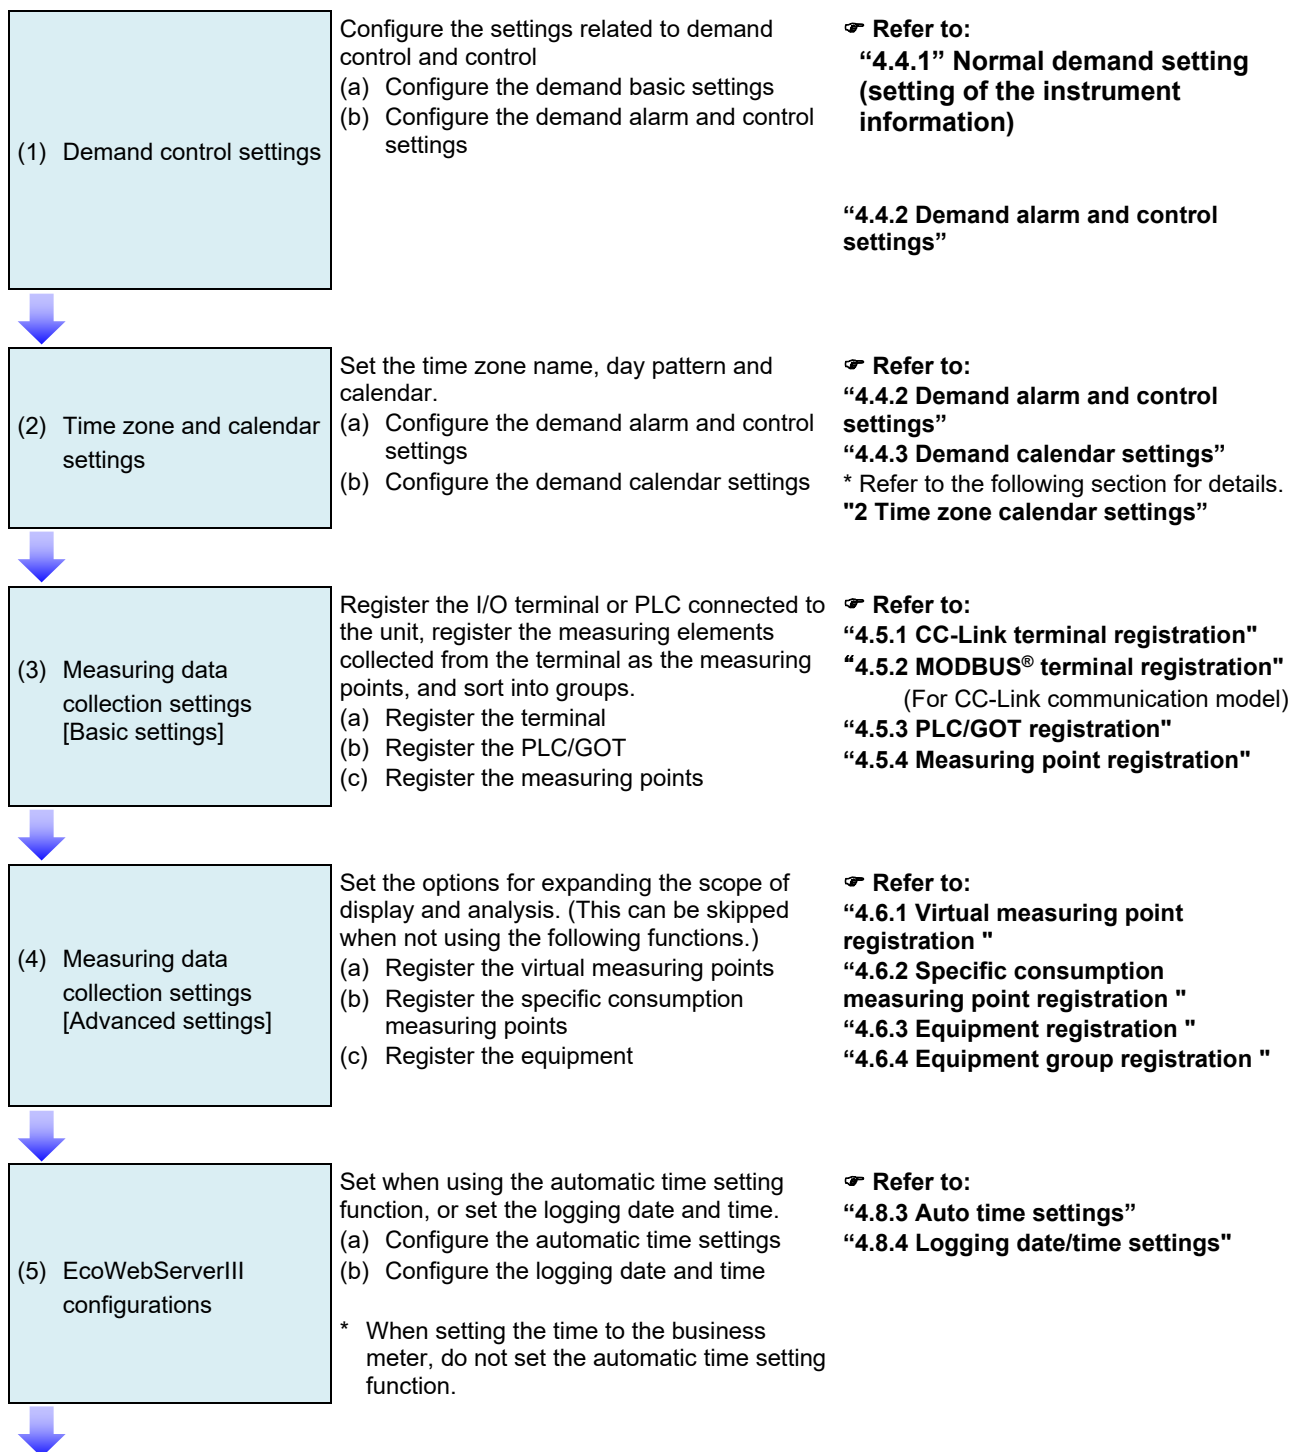 (1) Demand control settings
Configure the settings related to demand
control and control
(a) Configure the demand basic settings
(b) Configure the demand alarm and control
settings
☞ Refer to:
“4.4.1” Normal demand setting
(setting of the instrument
information)
“4.4.2 Demand alarm and control
settings”
(2) Time zone and calendar
settings
Set the time zone name, day pattern and
calendar.
(a) Configure the demand alarm and control
settings
(b) Configure the demand calendar settings
☞ Refer to:
“4.4.2 Demand alarm and control
settings”
“4.4.3 Demand calendar settings”
* Refer to the following section for details.
"2 Time zone calendar settings”
(3) Measuring data
collection settings
[Basic settings]
Register the I/O terminal or PLC connected to
the unit, register the measuring elements
collected from the terminal as the measuring
points, and sort into groups.
(a) Register the terminal
(b) Register the PLC/GOT
(c) Register the measuring points
☞ Refer to:
“4.5.1 CC-Link terminal registration"
“4.5.2 MODBUS® terminal registration"
(For CC-Link communication model)
“4.5.3 PLC/GOT registration"
“4.5.4 Measuring point registration"
(4) Measuring data
collection settings
[Advanced settings]
Set the options for expanding the scope of
display and analysis. (This can be skipped
when not using the following functions.)
(a) Register the virtual measuring points
(b) Register the specific consumption
measuring points
(c) Register the equipment
☞ Refer to:
“4.6.1 Virtual measuring point
registration "
“4.6.2 Specific consumption
measuring point registration "
“4.6.3 Equipment registration "
“4.6.4 Equipment group registration "
(5) EcoWebServerIII
configurations
Set when using the automatic time setting
function, or set the logging date and time.
(a) Configure the automatic time settings
(b) Configure the logging date and time
* When setting the time to the business
meter, do not set the automatic time setting
function.
☞ Refer to:
“4.8.3 Auto time settings”
“4.8.4 Logging date/time settings"